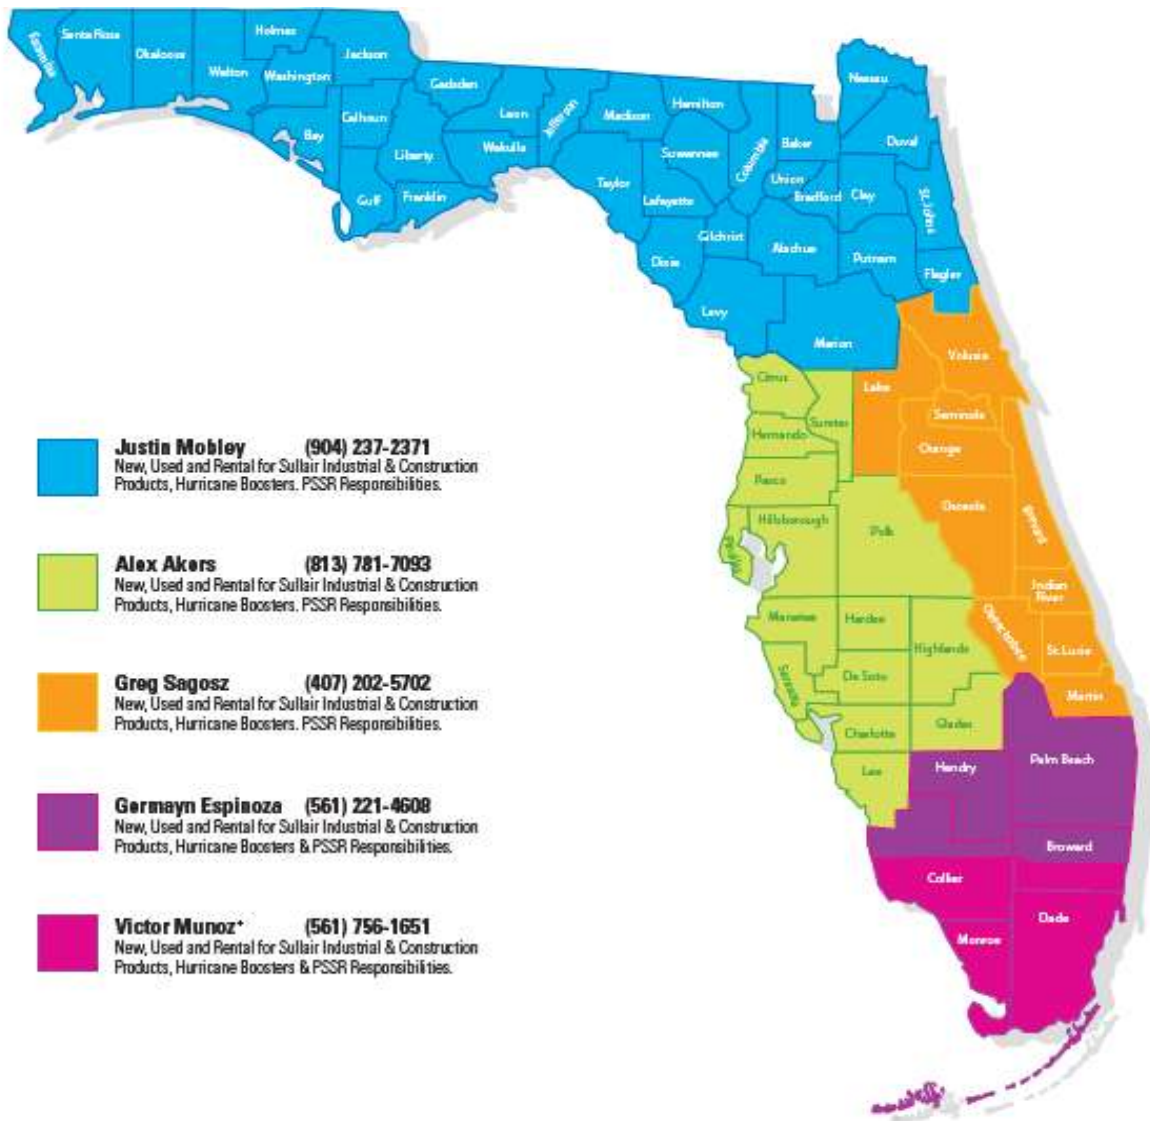 Escambia
Santa Rosa
Okaloosa
Walton
Holmes
Washington
Jackson
Bay
Calhoun
Gulf
Liberty
Franklin
Gadsden
Leon
Wakulla
Jefferson
Madison
Taylor
Hamilton
Suwannee
Lafayette
Dixie
Columbia
Gilchrist
Levy
Baker
Union
Bradford
Alachua
Marion
Nassau
Duval
Clay
St. Johns
Putnam
Flagler
Citrus
Sumter
Hernando
Pasco
Hillsborough
Pinellas
Polk
Manatee
Hardee
Highlands
Sarasota
De Soto
Charlotte
Glades
Lee
Lake
Volusia
Seminole
Orange
Osceola
Brevard
Indian
River
Okeechobee
St. Lucie
Martin
Hendry
Palm Beach
Broward
Collier
Monroe
Dade
Justin Mobley (904) 237-2371
New, Used and Rental for Sullair Industrial & Construction
Products, Hurricane Boosters. PSSR Responsibilities.
Alex Akers (813) 781-7093
New, Used and Rental for Sullair Industrial & Construction
Products, Hurricane Boosters. PSSR Responsibilities.
Greg Sagosz (407) 202-5702
New, Used and Rental for Sullair Industrial & Construction
Products, Hurricane Boosters. PSSR Responsibilities.
Germayn Espinoza (561) 221-4608
New, Used and Rental for Sullair Industrial & Construction
Products, Hurricane Boosters & PSSR Responsibilities.
Victor Munoz+ (561) 756-1651
New, Used and Rental for Sullair Industrial & Construction
Products, Hurricane Boosters & PSSR Responsibilities.